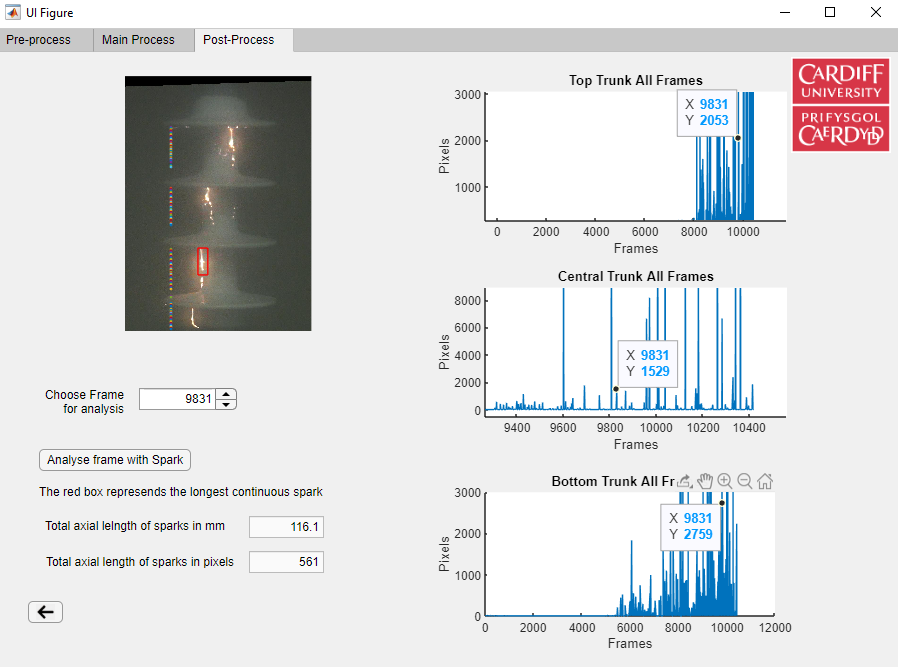 UI Figure
Pre-process
Main Process
Post-Process
CARDIFF
UNIVERSITY
PRIFYSGOL
CAERDYDD
Choose Frame
for analysis
9831
Analyse frame with Spark
The red box represends the longest continuous spark
Total axial lelngth of sparks in mm
116.1
Total axial length of sparks in pixels
561
Top Trunk All Frames
X 9831
Y 2053
3000
2000
1000
Pixels
0 2000 4000 6000 8000 10000
Frames
Central Trunk All Frames
X 9831
Y 1529
8000
6000
4000
2000
0
Pixels
9400 9600 9800 10000 10200 10400
Frames
Bottom Trunk All Fr
X 9831
Y 2759
3000
2000
1000
0
Pixels
0 2000 4000 6000 8000 10000 12000
Frames